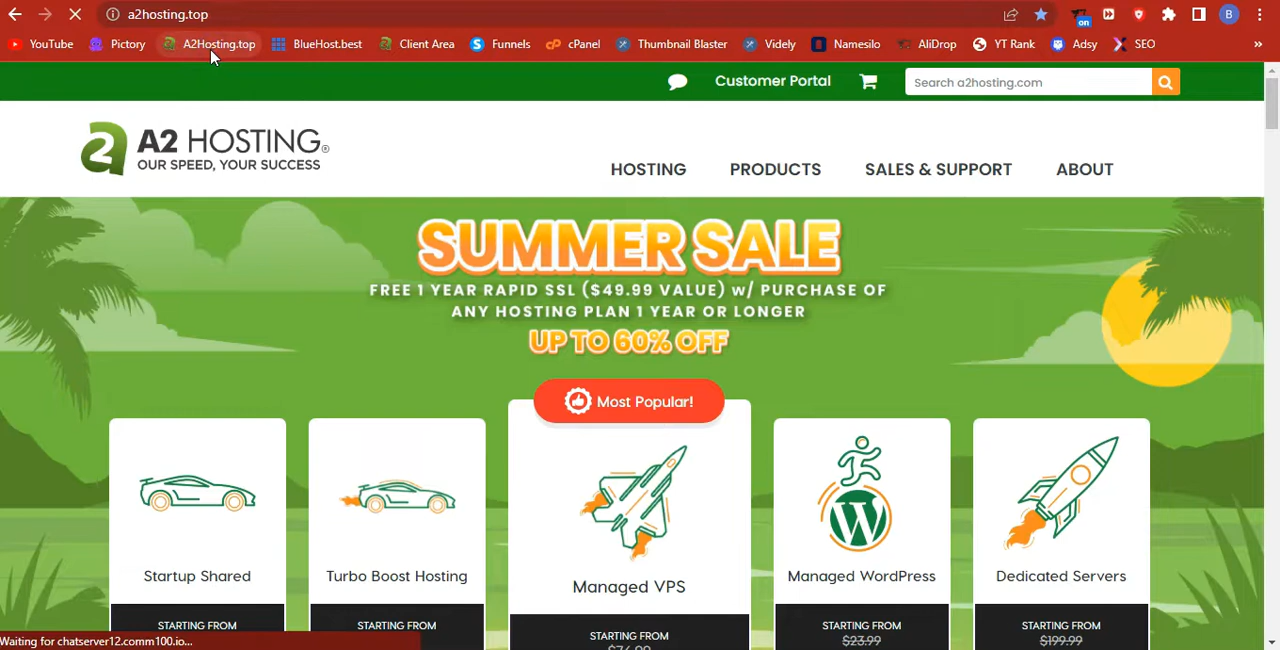 a2hosting.top
on
B
YouTube
Pictory
A2Hosting.top
BlueHost.best
Client Area
Funnels
cPanel
Thumbnail Blaster
Videly
Namesilo
AliDrop
YT Rank
Adsy
SEO
»
Customer Portal
Search a2hosting.com
A2 HOSTING®
OUR SPEED, YOUR SUCCESS
HOSTING
PRODUCTS
SALES & SUPPORT
ABOUT
SUMMER SALE
FREE 1 YEAR RAPID SSL ($49.99 VALUE) w/ PURCHASE OF
ANY HOSTING PLAN 1 YEAR OR LONGER
UP TO 60% OFF
Most Popular!
Startup Shared
Turbo Boost Hosting
Managed VPS
Managed WordPress
Dedicated Servers
STARTING FROM
STARTING FROM
STARTING FROM
STARTING FROM
$23.99
STARTING FROM
$199.99
Waiting for chatserver12.comm100.io...